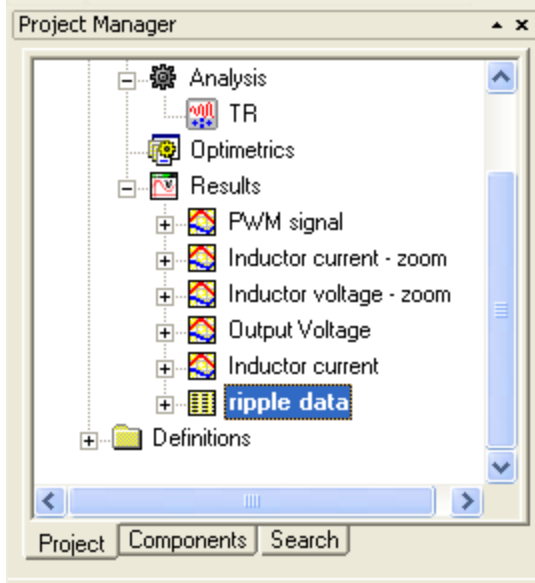 Project Manager
Analysis
TR
Optimetrics
Results
PWM signal
Inductor current - zoom
Inductor voltage - zoom
Output Voltage
Inductor current
ripple data
Definitions
Project Components Search